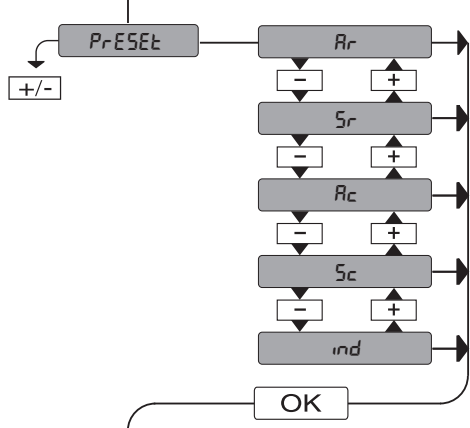 PrESEt Ar
+/-
- +
Sr
- +
Ac
- +
Sc
- +
ind
OK